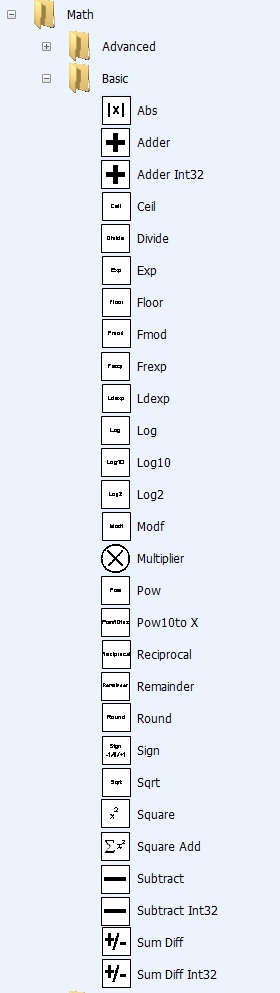 Math
Advanced
Basic
|x| Abs
Adder
Adder Int32
Ceil Ceil
Divide Divide
Exp Exp
Floor Floor
Fmod Fmod
Frexp Frexp
Ldexp Ldexp
Log Log
Log10 Log10
Log2 Log2
Modf Modf
Multiplier
Pow Pow
Pow10to X
Reciprocal Reciprocal
Remainder Remainder
Round Round
Sign
-1/0/+1 Sign
Sqrt Sqrt
x² Square
∑x² Square Add
Subtract
Subtract Int32
+/- Sum Diff
+/- Sum Diff Int32